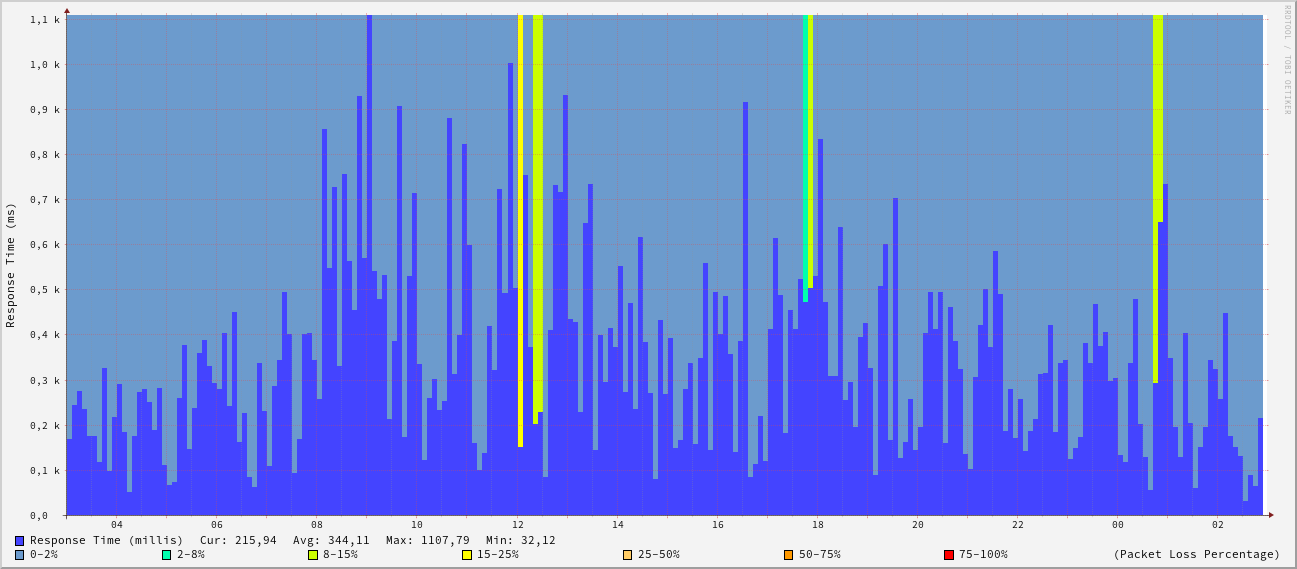 RRDTOOL / TOBI OETIKER
Response Time (ms)
1,1 k
1,0 k
0,9 k
0,8 k
0,7 k
0,6 k
0,5 k
0,4 k
0,3 k
0,2 k
0,1 k
0,0
04 06 08 10 12 14 16 18 20 22 00 02
Response Time (millis) Cur: 215,94 Avg: 344,11 Max: 1107,79 Min: 32,12
0-2% 2-8% 8-15% 15-25% 25-50% 50-75% 75-100% (Packet Loss Percentage)